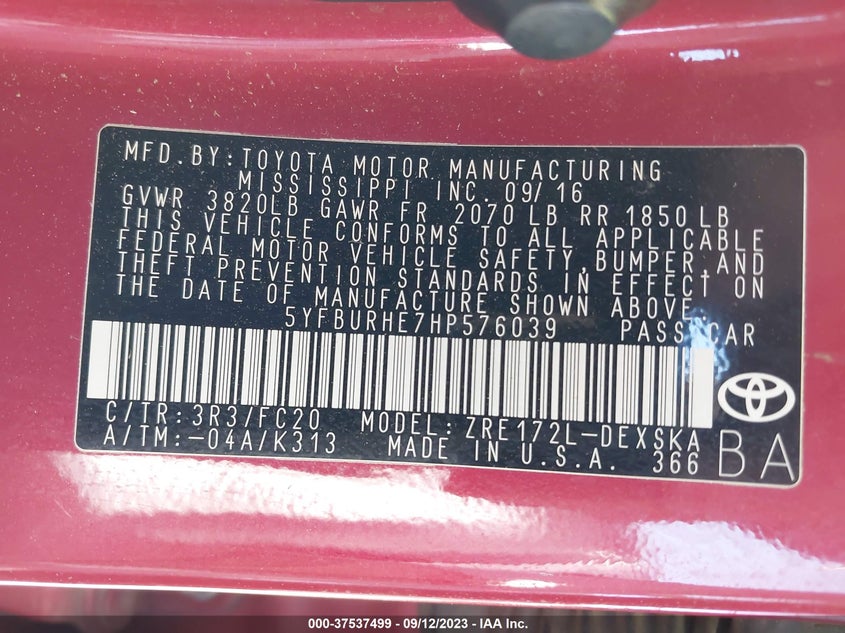 MFD.BY:TOYOTA MOTOR MANUFACTURING
MISSISSIPPI INC. 09/16
GVWR 3820LB GAWR FR 2070 LB RR 1850 LB
THIS VEHICLE CONFORMS TO ALL APPLICABLE
FEDERAL MOTOR VEHICLE SAFETY,BUMPER,AND
THEFT PREVENTION STANDARDS IN EFFECT ON
THE DATE OF MANUFACTURE SHOWN ABOVE.
5YFBURHE7HP576039 PASS CAR
C/TR:3R3/FC20 MODEL:ZRE172L-DEXSKA
A/TM:-04A/K313 MADE IN U.S.A. 366
BA
000-37537499 - 09/12/2023 - IAA Inc.